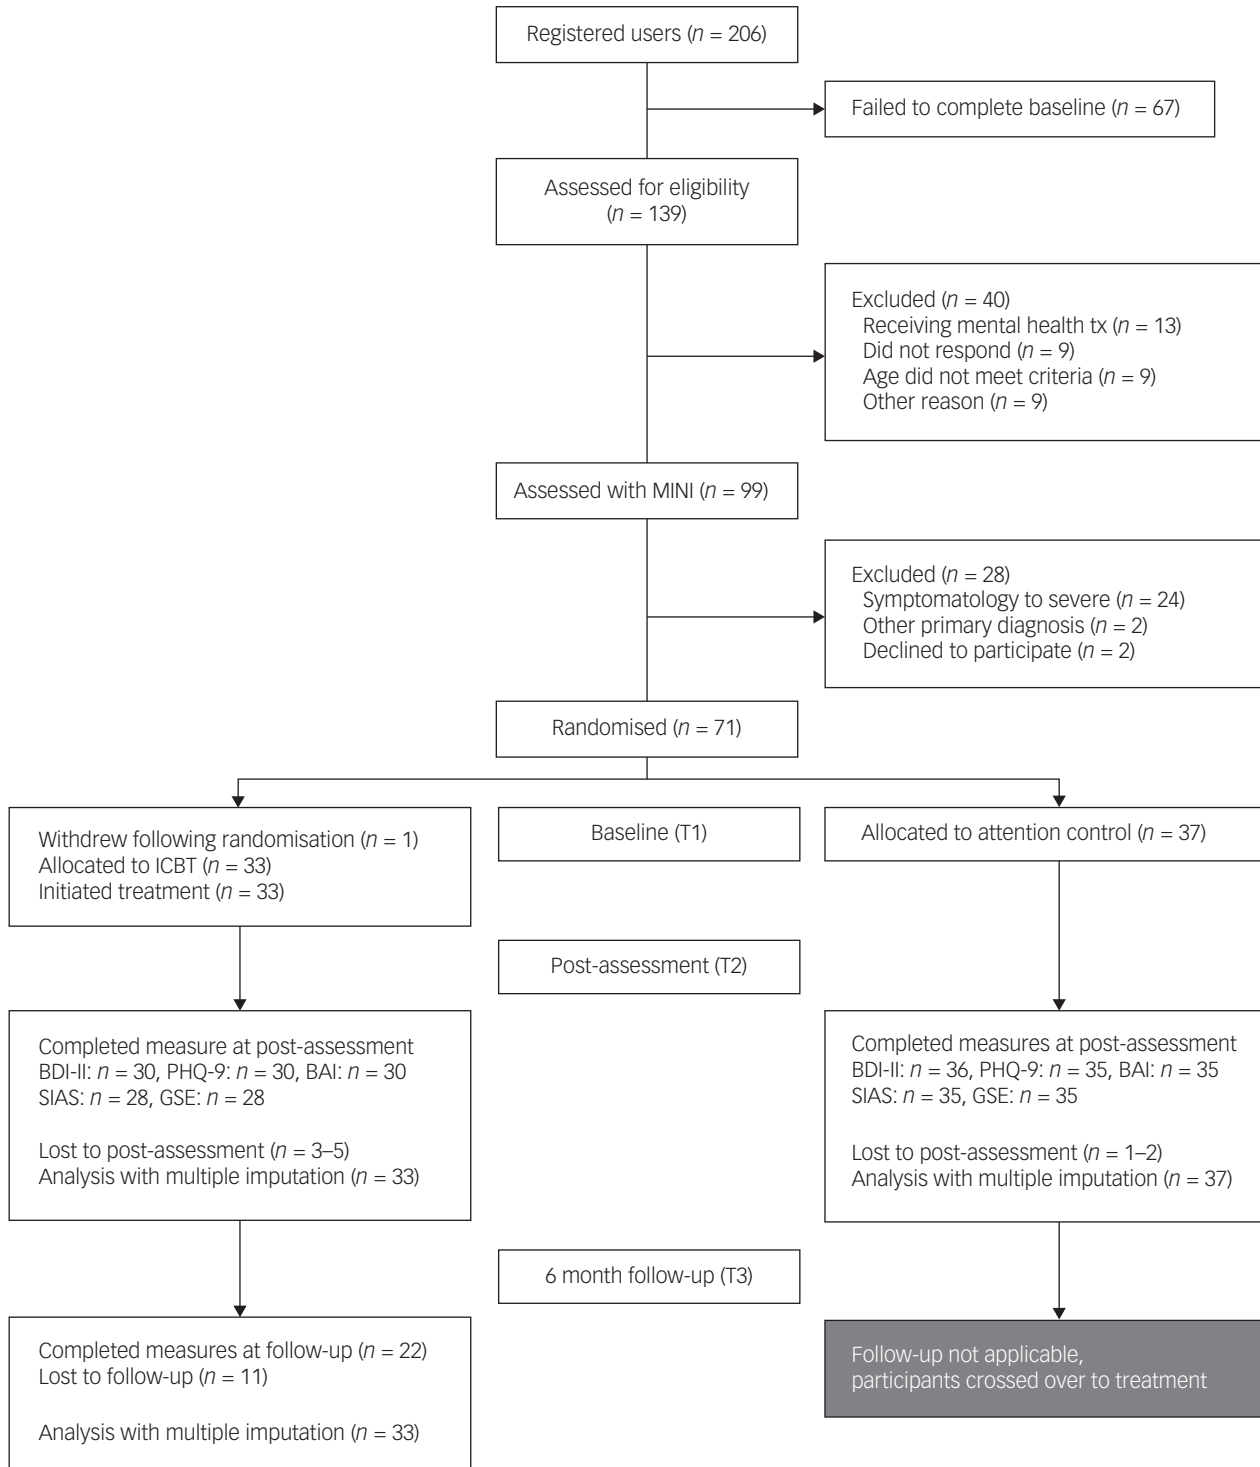 Registered users (n = 206)
Failed to complete baseline (n = 67)
Assessed for eligibility
(n = 139)
Excluded (n = 40)
Receiving mental health tx (n = 13)
Did not respond (n = 9)
Age did not meet criteria (n = 9)
Other reason (n = 9)
Assessed with MINI (n = 99)
Excluded (n = 28)
Symptomatology to severe (n = 24)
Other primary diagnosis (n = 2)
Declined to participate (n = 2)
Randomised (n = 71)
Withdrew following randomisation (n = 1)
Allocated to ICBT (n = 33)
Initiated treatment (n = 33)
Baseline (T1)
Allocated to attention control (n = 37)
Post-assessment (T2)
Completed measure at post-assessment
BDI-II: n = 30, PHQ-9: n = 30, BAI: n = 30
SIAS: n = 28, GSE: n = 28
Lost to post-assessment (n = 3–5)
Analysis with multiple imputation (n = 33)
Completed measures at post-assessment
BDI-II: n = 36, PHQ-9: n = 35, BAI: n = 35
SIAS: n = 35, GSE: n = 35
Lost to post-assessment (n = 1–2)
Analysis with multiple imputation (n = 37)
6 month follow-up (T3)
Completed measures at follow-up (n = 22)
Lost to follow-up (n = 11)
Analysis with multiple imputation (n = 33)
Follow-up not applicable,
participants crossed over to treatment